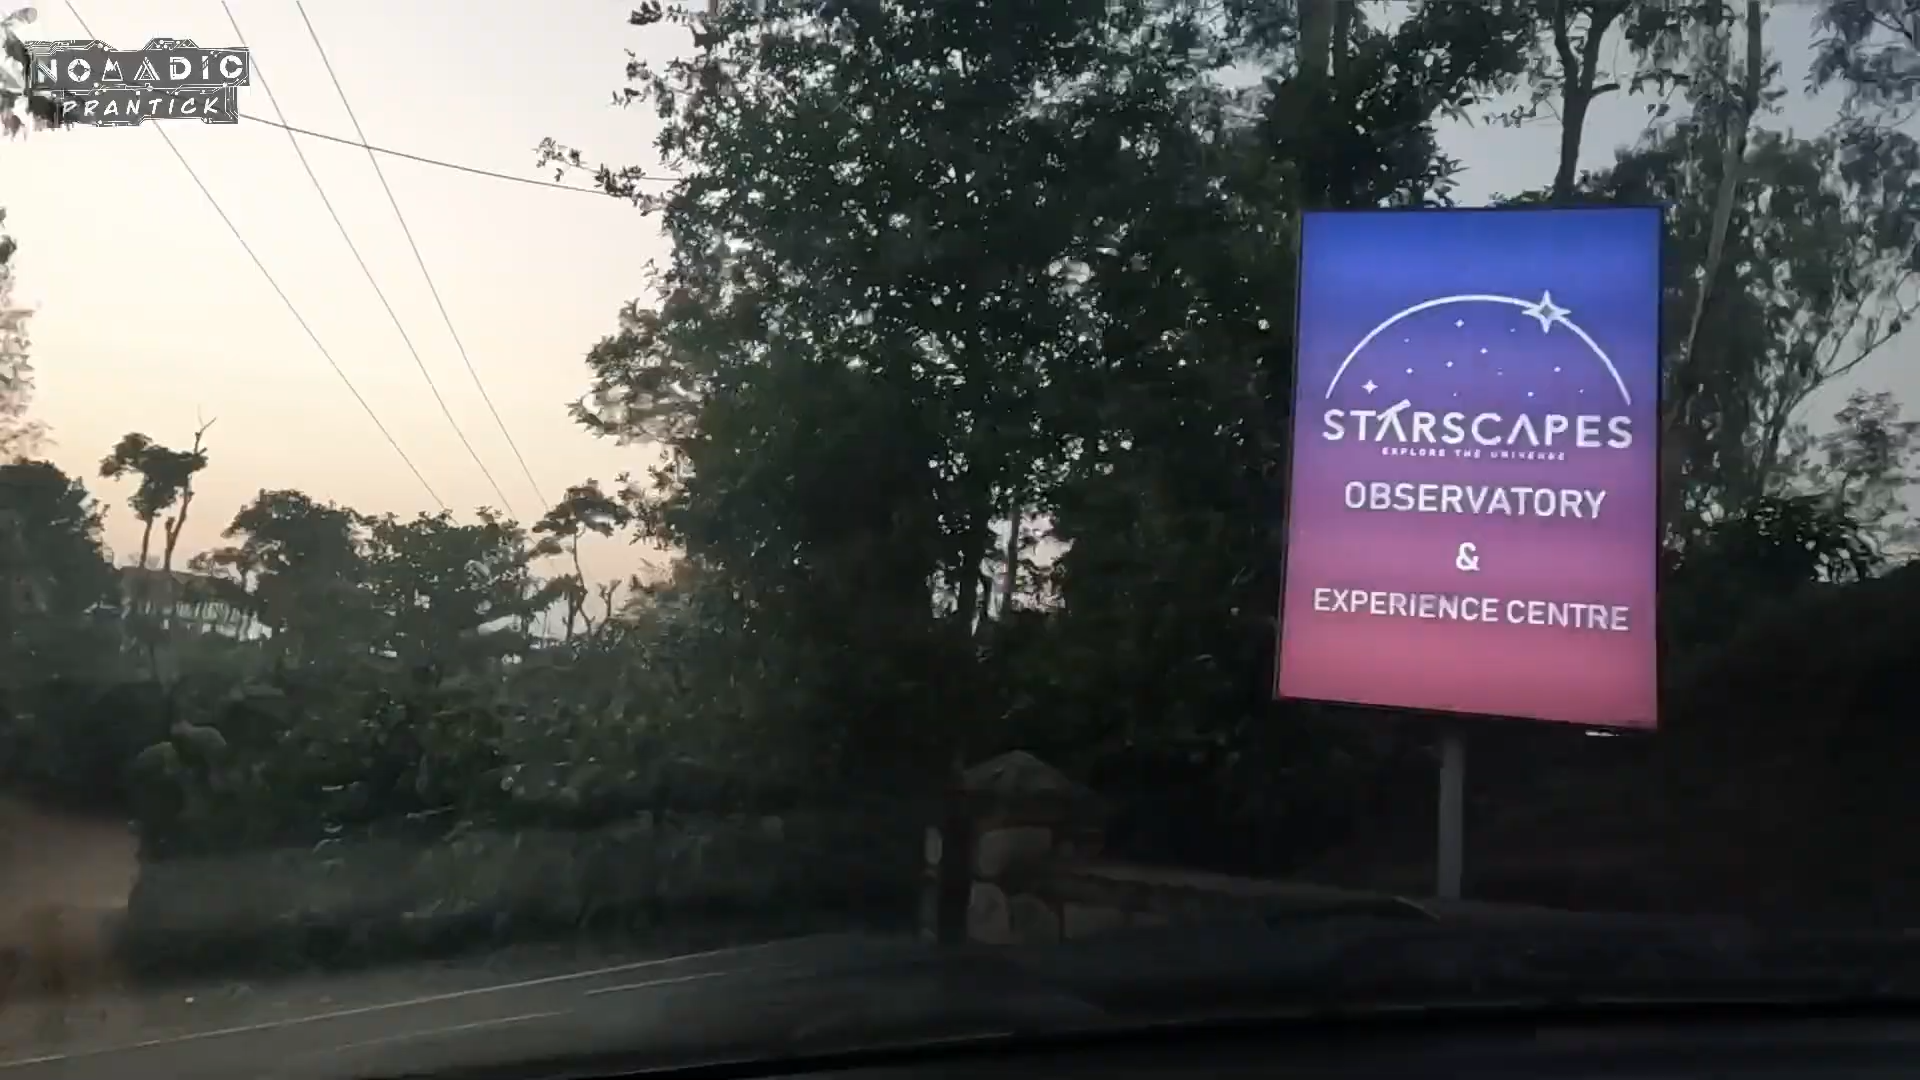 NOMADIC
PRANTICK
STARSCAPES
EXPLORE THE UNIVERSE
OBSERVATORY
&
EXPERIENCE CENTRE